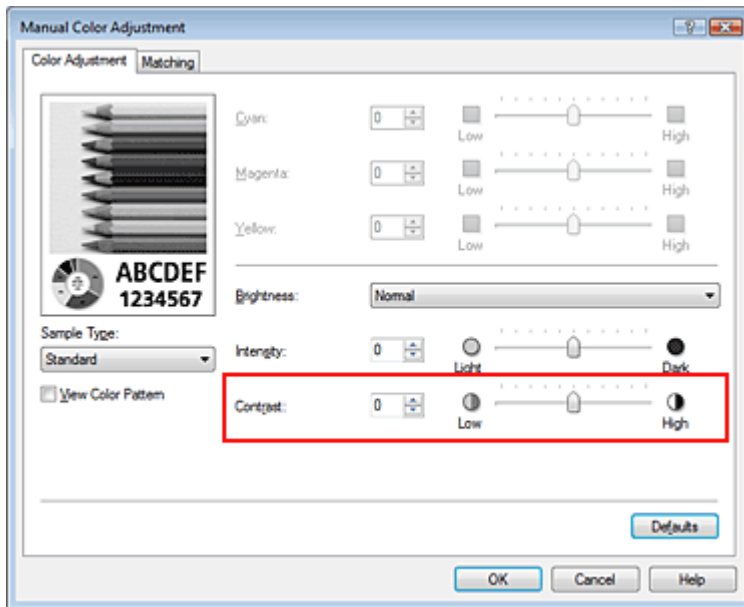 Manual Color Adjustment
Color Adjustment Matching
ABCDEF
1234567
Sample Type:
Standard
View Color Pattern
Cyan: 0 Low High
Magenta: 0 Low High
Yellow: 0 Low High
Brightness: Normal
Intensity: 0 Light Dark
Contrast: 0 Low High
Defaults
OK Cancel Help